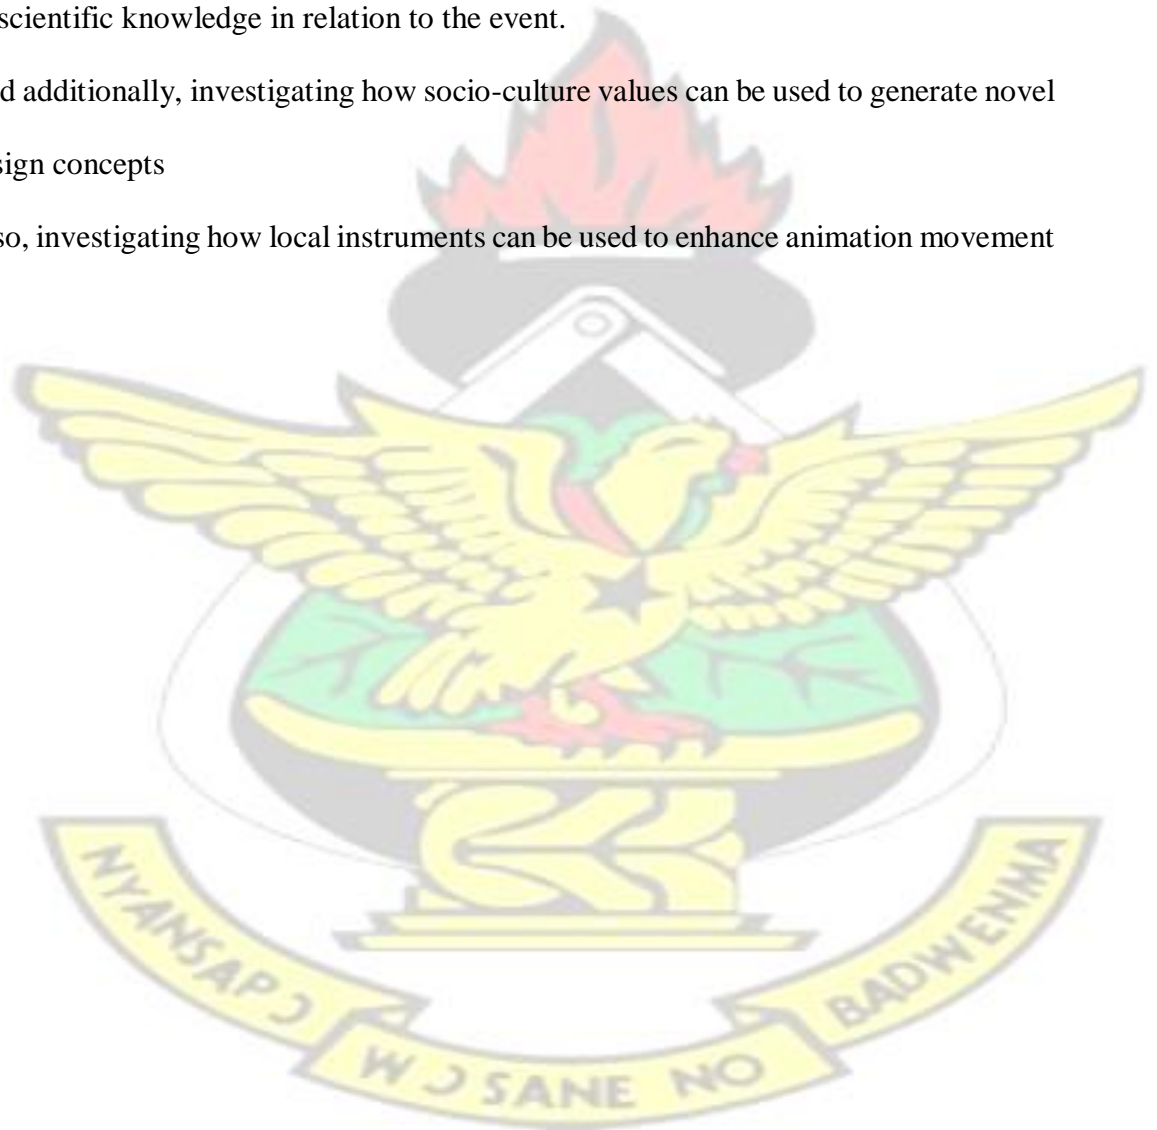 scientific knowledge in relation to the event.
d additionally, investigating how socio-culture values can be used to generate novel
sign concepts
so, investigating how local instruments can be used to enhance animation movement
NYANSAPƆ
WƆ SANE NO
BADWENMA